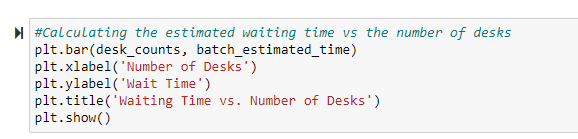 #Calculating the estimated waiting time vs the number of desks
plt.bar(desk_counts, batch_estimated_time)
plt.xlabel('Number of Desks')
plt.ylabel('Wait Time')
plt.title('Waiting Time vs. Number of Desks')
plt.show()